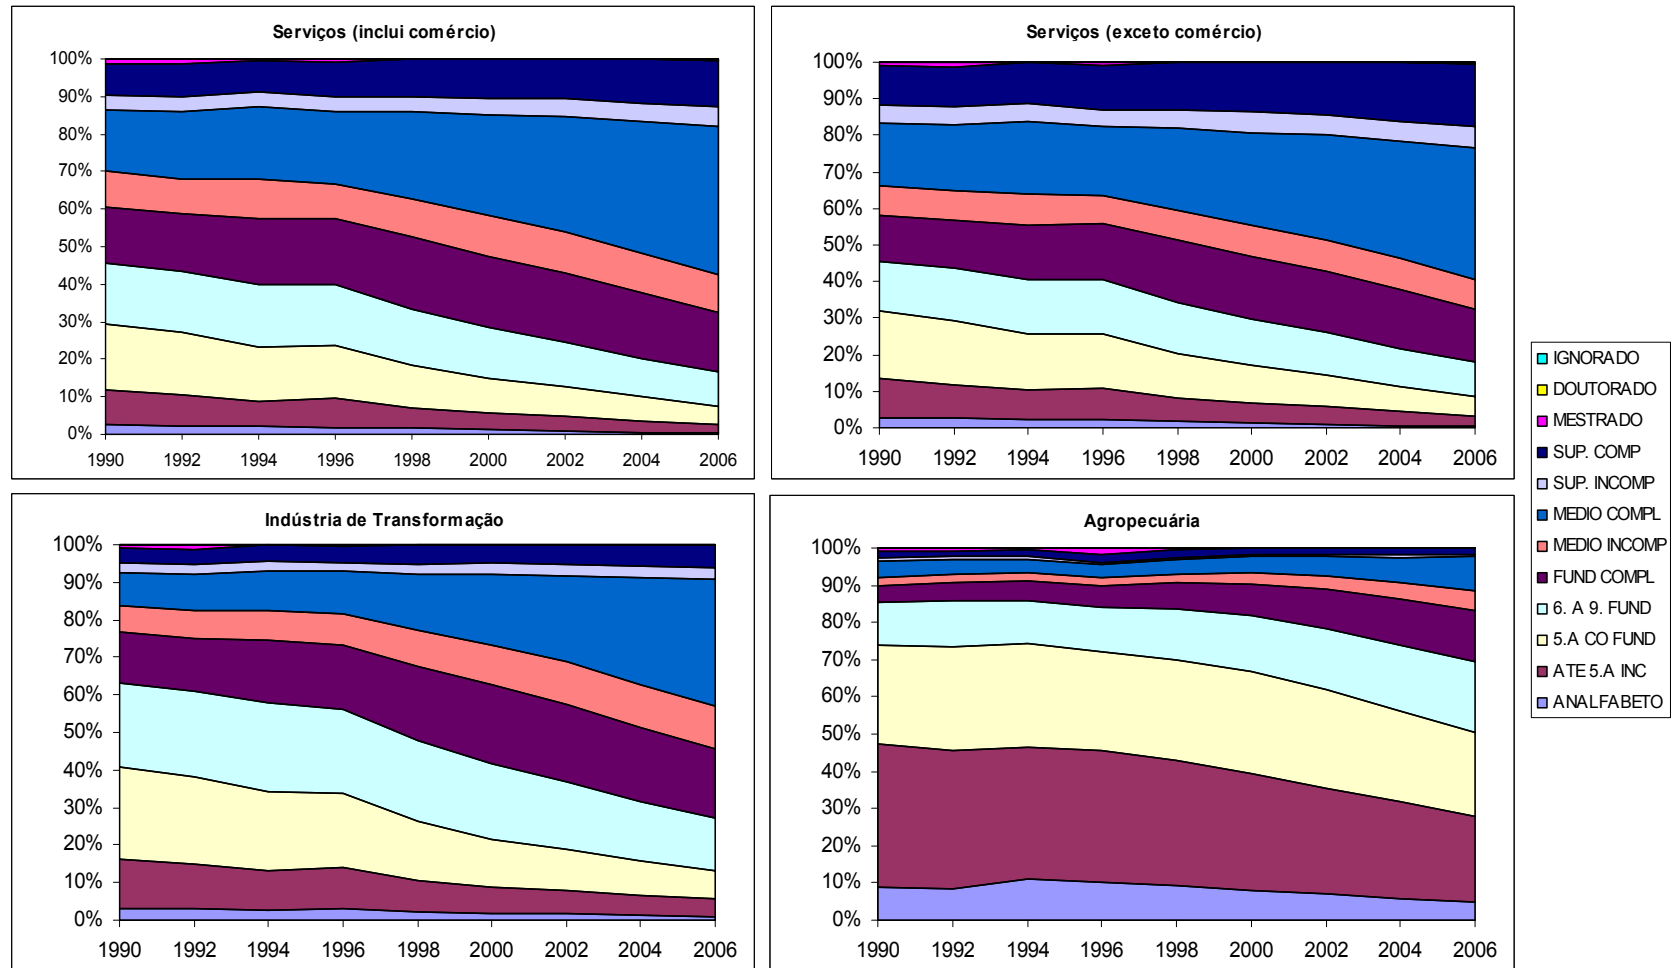 Serviços (inclui comércio)
100%
90%
80%
70%
60%
50%
40%
30%
20%
10%
0%
1990 1992 1994 1996 1998 2000 2002 2004 2006
Serviços (exceto comércio)
100%
90%
80%
70%
60%
50%
40%
30%
20%
10%
0%
1990 1992 1994 1996 1998 2000 2002 2004 2006
Indústria de Transformação
100%
90%
80%
70%
60%
50%
40%
30%
20%
10%
0%
1990 1992 1994 1996 1998 2000 2002 2004 2006
Agropecuária
100%
90%
80%
70%
60%
50%
40%
30%
20%
10%
0%
1990 1992 1994 1996 1998 2000 2002 2004 2006
IGNORADO
DOUTORADO
MESTRADO
SUP. COMP
SUP. INCOMP
MEDIO COMPL
MEDIO INCOMP
FUND COMPL
6. A 9. FUND
5.A CO FUND
ATE 5.A INC
ANALFABETO